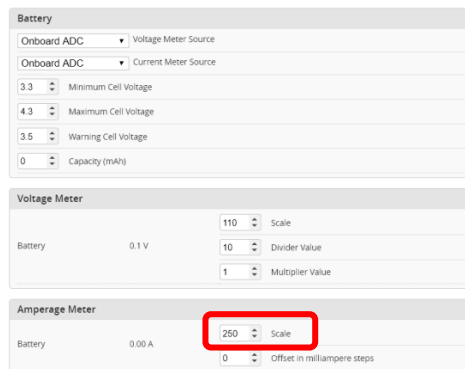 Battery
Onboard ADC Voltage Meter Source
Onboard ADC Current Meter Source
3.3 Minimum Cell Voltage
4.3 Maximum Cell Voltage
3.5 Warning Cell Voltage
0 Capacity (mAh)
Voltage Meter
110 Scale
Battery 0.1 V 10 Divider Value
1 Multiplier Value
Amperage Meter
250 Scale
Battery 0.00 A
0 Offset in milliampere steps